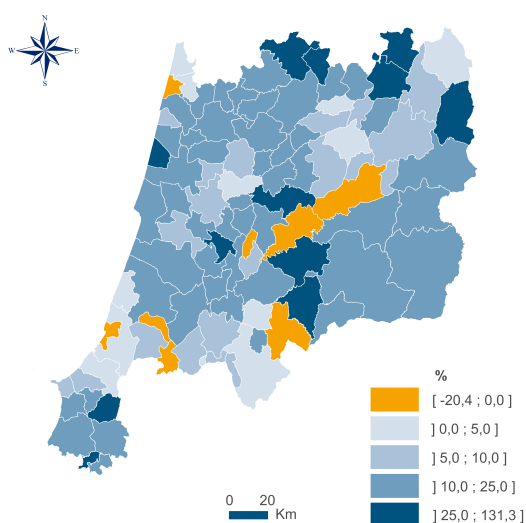 N
W E
S
%
[ -20,4 ; 0,0 ]
] 0,0 ; 5,0 ]
] 5,0 ; 10,0 ]
] 10,0 ; 25,0 ]
] 25,0 ; 131,3 ]
0 20
Km